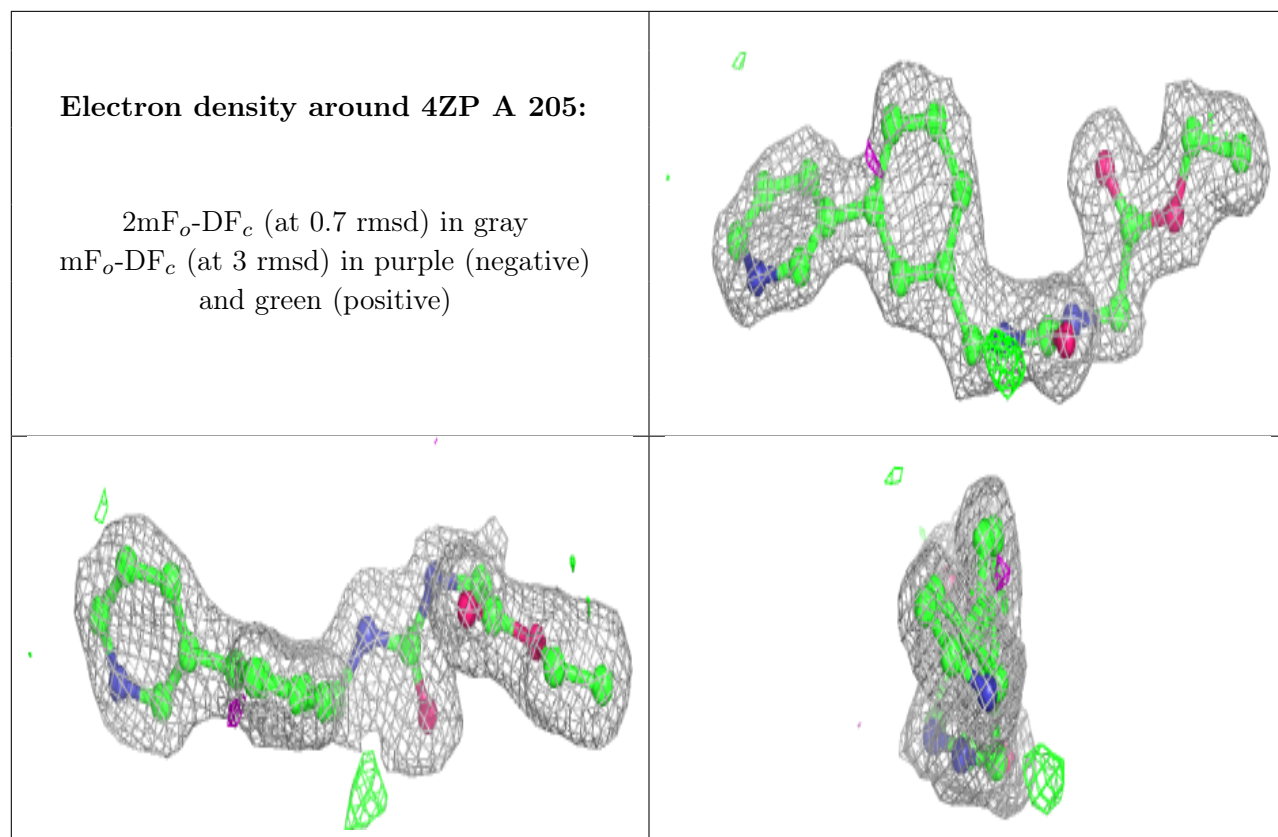 Electron density around 4ZP A 205:
2mFo-DFc (at 0.7 rmsd) in gray
mFo-DFc (at 3 rmsd) in purple (negative)
and green (positive)